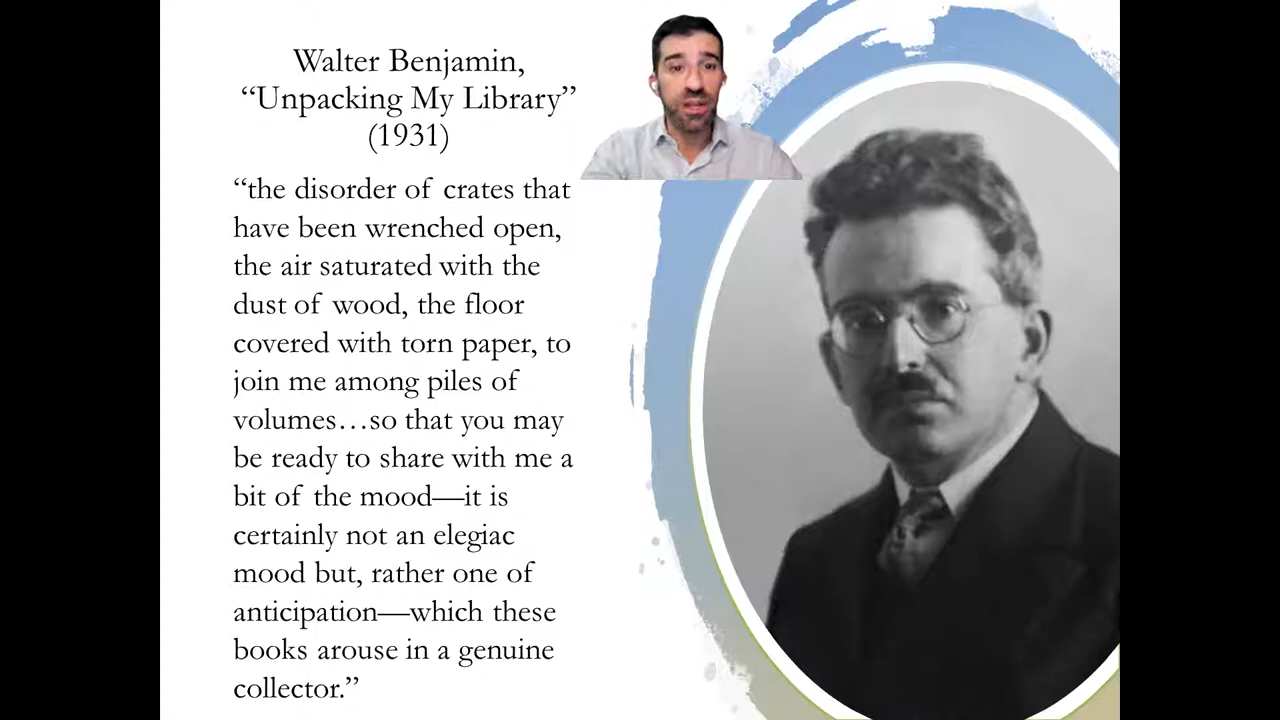 Walter Benjamin,
“Unpacking My Library”
(1931)
“the disorder of crates that
have been wrenched open,
the air saturated with the
dust of wood, the floor
covered with torn paper, to
join me among piles of
volumes…so that you may
be ready to share with me a
bit of the mood—it is
certainly not an elegiac
mood but, rather one of
anticipation—which these
books arouse in a genuine
collector.”